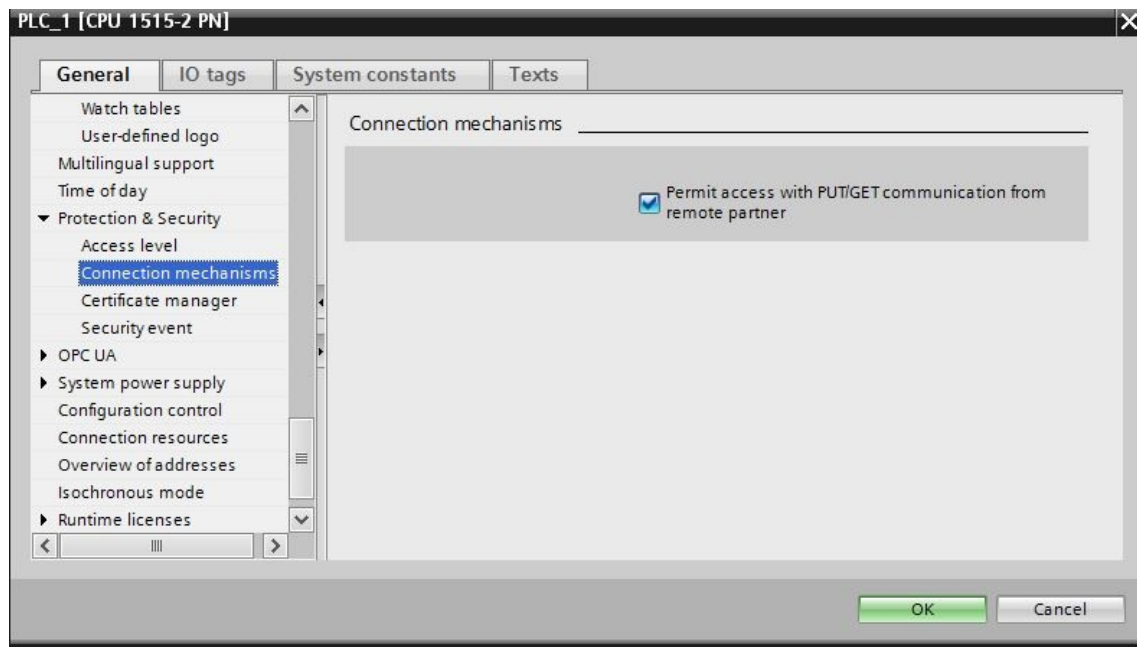 PLC_1 [CPU 1515-2 PN]
General
IO tags
System constants
Texts
Watch tables
User-defined logo
Multilingual support
Time of day
Protection & Security
Access level
Connection mechanisms
Certificate manager
Security event
OPC UA
System power supply
Configuration control
Connection resources
Overview of addresses
Isochronous mode
Runtime licenses
Connection mechanisms
Permit access with PUT/GET communication from
remote partner
OK
Cancel